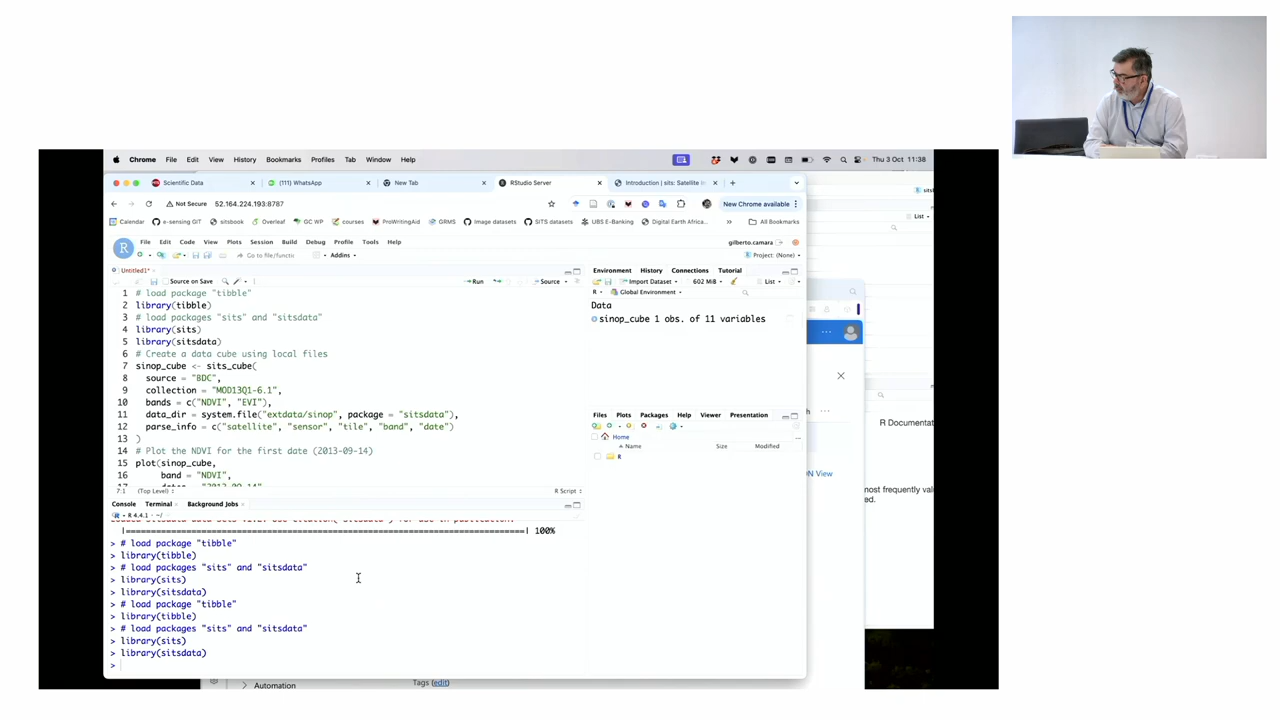 Chrome File Edit View History Bookmarks Profiles Tab Window Help Thu 3 Oct 11:38
Scientific Data (111) WhatsApp New Tab RStudio Server Introduction | sits: Satellite i
Not Secure 52.164.224.193:8787 New Chrome available
Calendar e-sensing GIT sitsbook Overleaf GC WP courses ProWritingAid GRMS Image datasets SITS datasets UBS E-Banking Digital Earth Africa... All Bookmarks
File Edit Code View Plots Session Build Debug Profile Tools Help gilberto.camara
Go to file/functio Addins Project: (None)
Untitled1*
Source on Save Run Source
1 # load package "tibble"
2 library(tibble)
3 # load packages "sits" and "sitsdata"
4 library(sits)
5 library(sitsdata)
6 # Create a data cube using local files
7 sinop_cube <- sits_cube(
8 source = "BDC",
9 collection = "MOD13Q1-6.1",
10 bands = c("NDVI", "EVI"),
11 data_dir = system.file("extdata/sinop", package = "sitsdata"),
12 parse_info = c("satellite", "sensor", "tile", "band", "date")
13 )
14 # Plot the NDVI for the first date (2013-09-14)
15 plot(sinop_cube,
16 band = "NDVI",
7:1 (Top Level) R Script
Console Terminal Background Jobs
R 4.4.1 · ~/
100%
> # load package "tibble"
> library(tibble)
> # load packages "sits" and "sitsdata"
> library(sits)
> library(sitsdata)
> # load package "tibble"
> library(tibble)
> # load packages "sits" and "sitsdata"
> library(sits)
> library(sitsdata)
>
Environment History Connections Tutorial
Import Dataset 602 MiB List
R Global Environment
Data
sinop_cube 1 obs. of 11 variables
Files Plots Packages Help Viewer Presentation
Home
Name Size Modified
R
List
R Documentat
ON View
nost frequently val
ed.
Automation
Tags (edit)